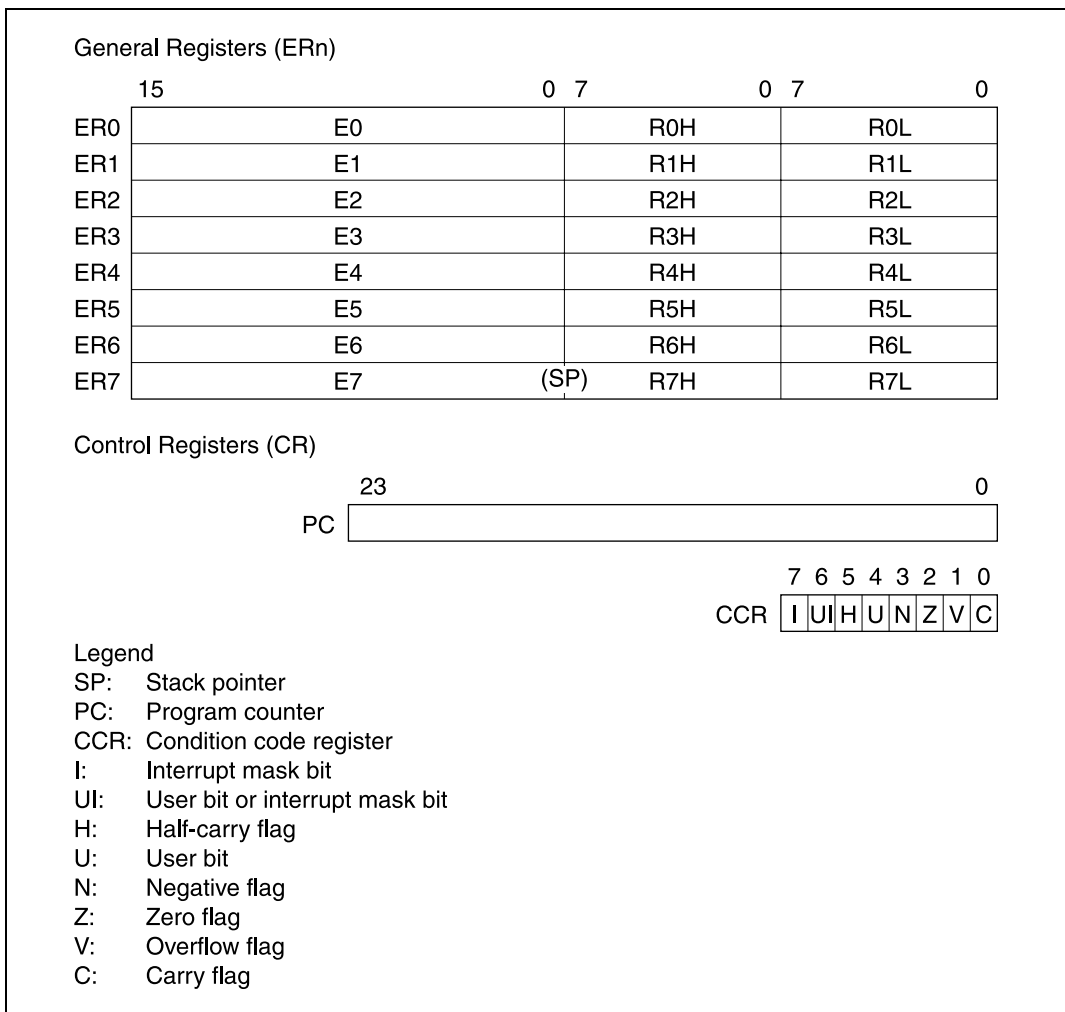 General Registers (ERn)
15 0 7 0 7 0
ER0 E0 R0H R0L
ER1 E1 R1H R1L
ER2 E2 R2H R2L
ER3 E3 R3H R3L
ER4 E4 R4H R4L
ER5 E5 R5H R5L
ER6 E6 R6H R6L
ER7 E7 (SP) R7H R7L
Control Registers (CR)
23 0
PC
7 6 5 4 3 2 1 0
CCR I UI H U N Z V C
Legend
SP: Stack pointer
PC: Program counter
CCR: Condition code register
I: Interrupt mask bit
UI: User bit or interrupt mask bit
H: Half-carry flag
U: User bit
N: Negative flag
Z: Zero flag
V: Overflow flag
C: Carry flag